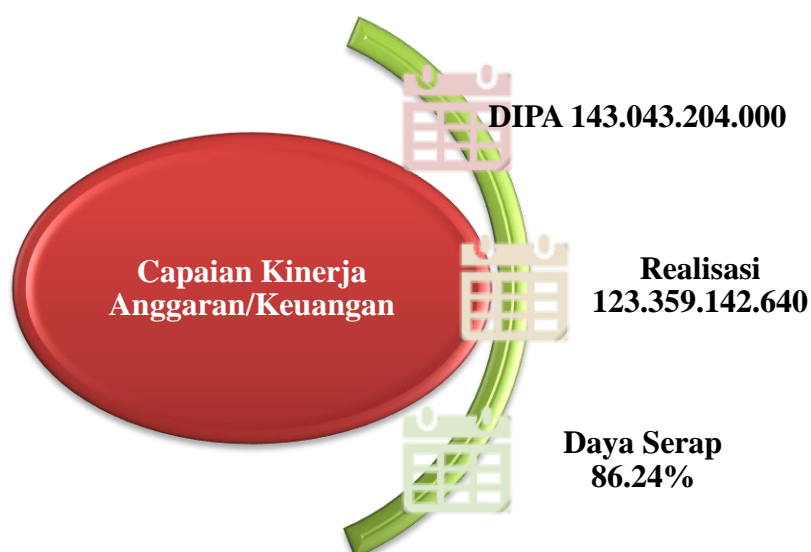 Capaian Kinerja
Anggaran/Keuangan
DIPA 143.043.204.000
Realisasi
123.359.142.640
Daya Serap
86.24%